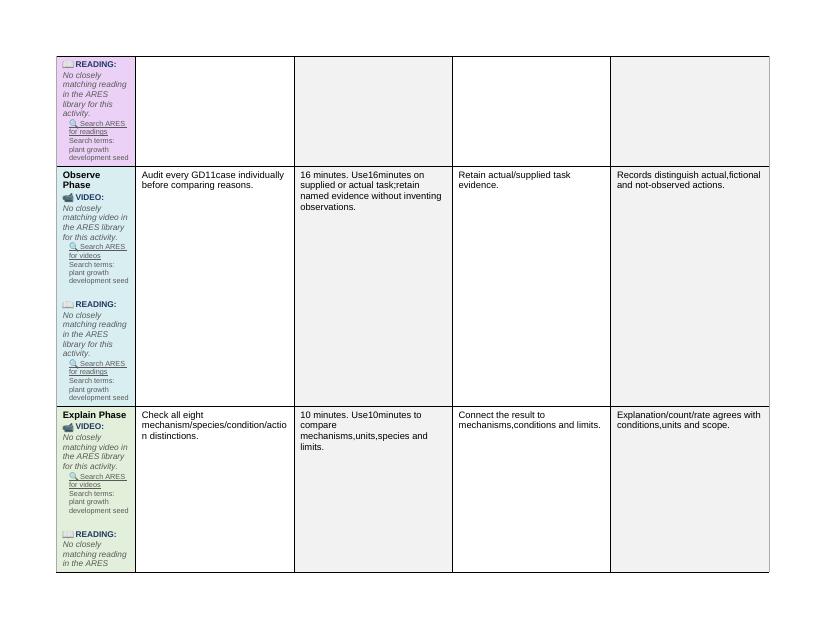 📖 READING:
No closely
matching reading
in the ARES
library for this
activity.
🔍 Search ARES
for readings
Search terms:
plant growth
development seed
Observe
Phase
📹 VIDEO:
No closely
matching video in
the ARES library
for this activity.
🔍 Search ARES
for videos
Search terms:
plant growth
development seed
📖 READING:
No closely
matching reading
in the ARES
library for this
activity.
🔍 Search ARES
for readings
Search terms:
plant growth
development seed
Audit every GD11case individually
before comparing reasons.
16 minutes. Use16minutes on
supplied or actual task;retain
named evidence without inventing
observations.
Retain actual/supplied task
evidence.
Records distinguish actual,fictional
and not-observed actions.
Explain Phase
📹 VIDEO:
No closely
matching video in
the ARES library
for this activity.
🔍 Search ARES
for videos
Search terms:
plant growth
development seed
📖 READING:
No closely
matching reading
in the ARES
Check all eight
mechanism/species/condition/actio
n distinctions.
10 minutes. Use10minutes to
compare
mechanisms,units,species and
limits.
Connect the result to
mechanisms,conditions and limits.
Explanation/count/rate agrees with
conditions,units and scope.